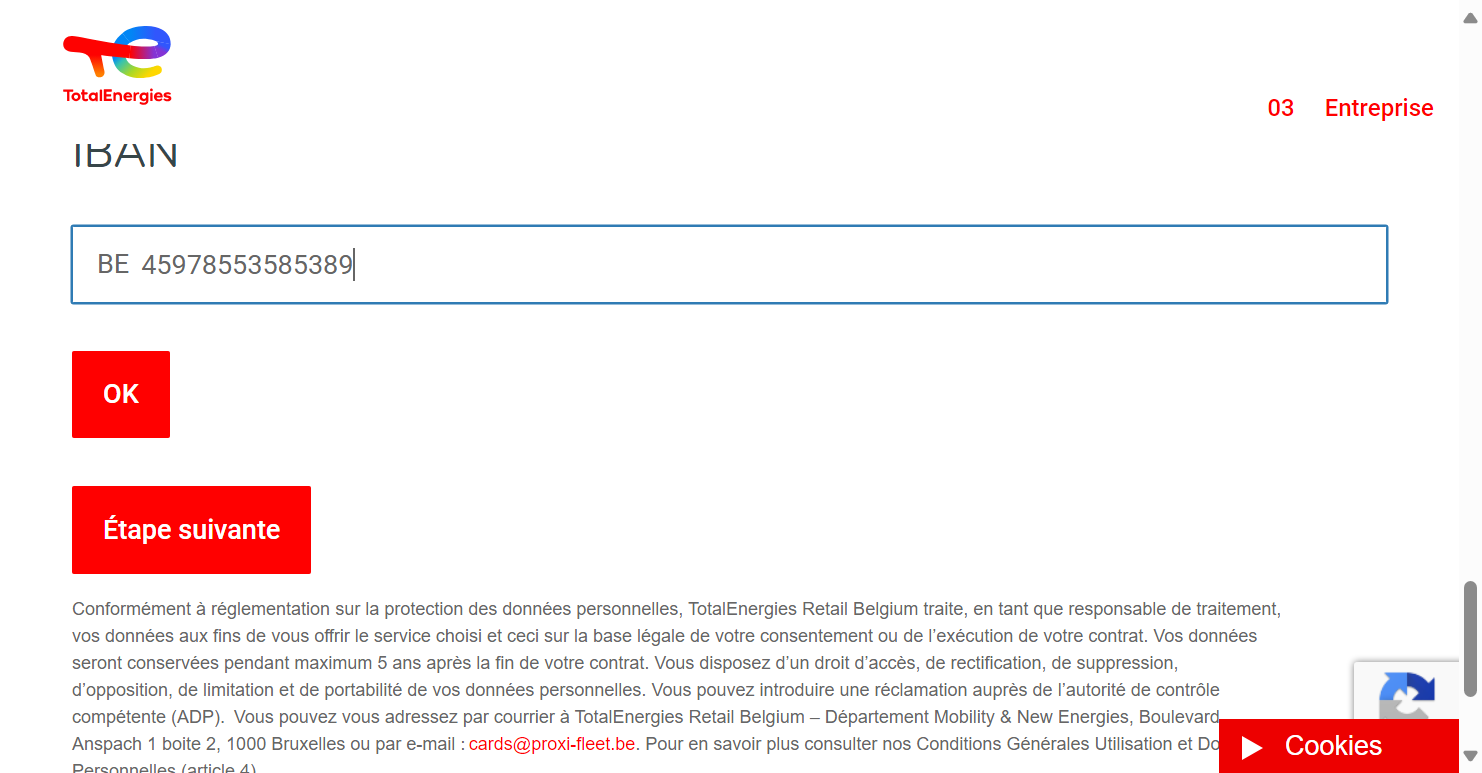 TotalEnergies
03 Entreprise
IBAN
BE 45978553585389
OK
Étape suivante
Conformément à réglementation sur la protection des données personnelles, TotalEnergies Retail Belgium traite, en tant que responsable de traitement,
vos données aux fins de vous offrir le service choisi et ceci sur la base légale de votre consentement ou de l’exécution de votre contrat. Vos données
seront conservées pendant maximum 5 ans après la fin de votre contrat. Vous disposez d’un droit d’accès, de rectification, de suppression,
d’opposition, de limitation et de portabilité de vos données personnelles. Vous pouvez introduire une réclamation auprès de l’autorité de contrôle
compétente (ADP). Vous pouvez vous adressez par courrier à TotalEnergies Retail Belgium – Département Mobility & New Energies, Boulevard
Anspach 1 boite 2, 1000 Bruxelles ou par e-mail : cards@proxi-fleet.be. Pour en savoir plus consulter nos Conditions Générales Utilisation et Do
Personnelles (article 4)
Cookies